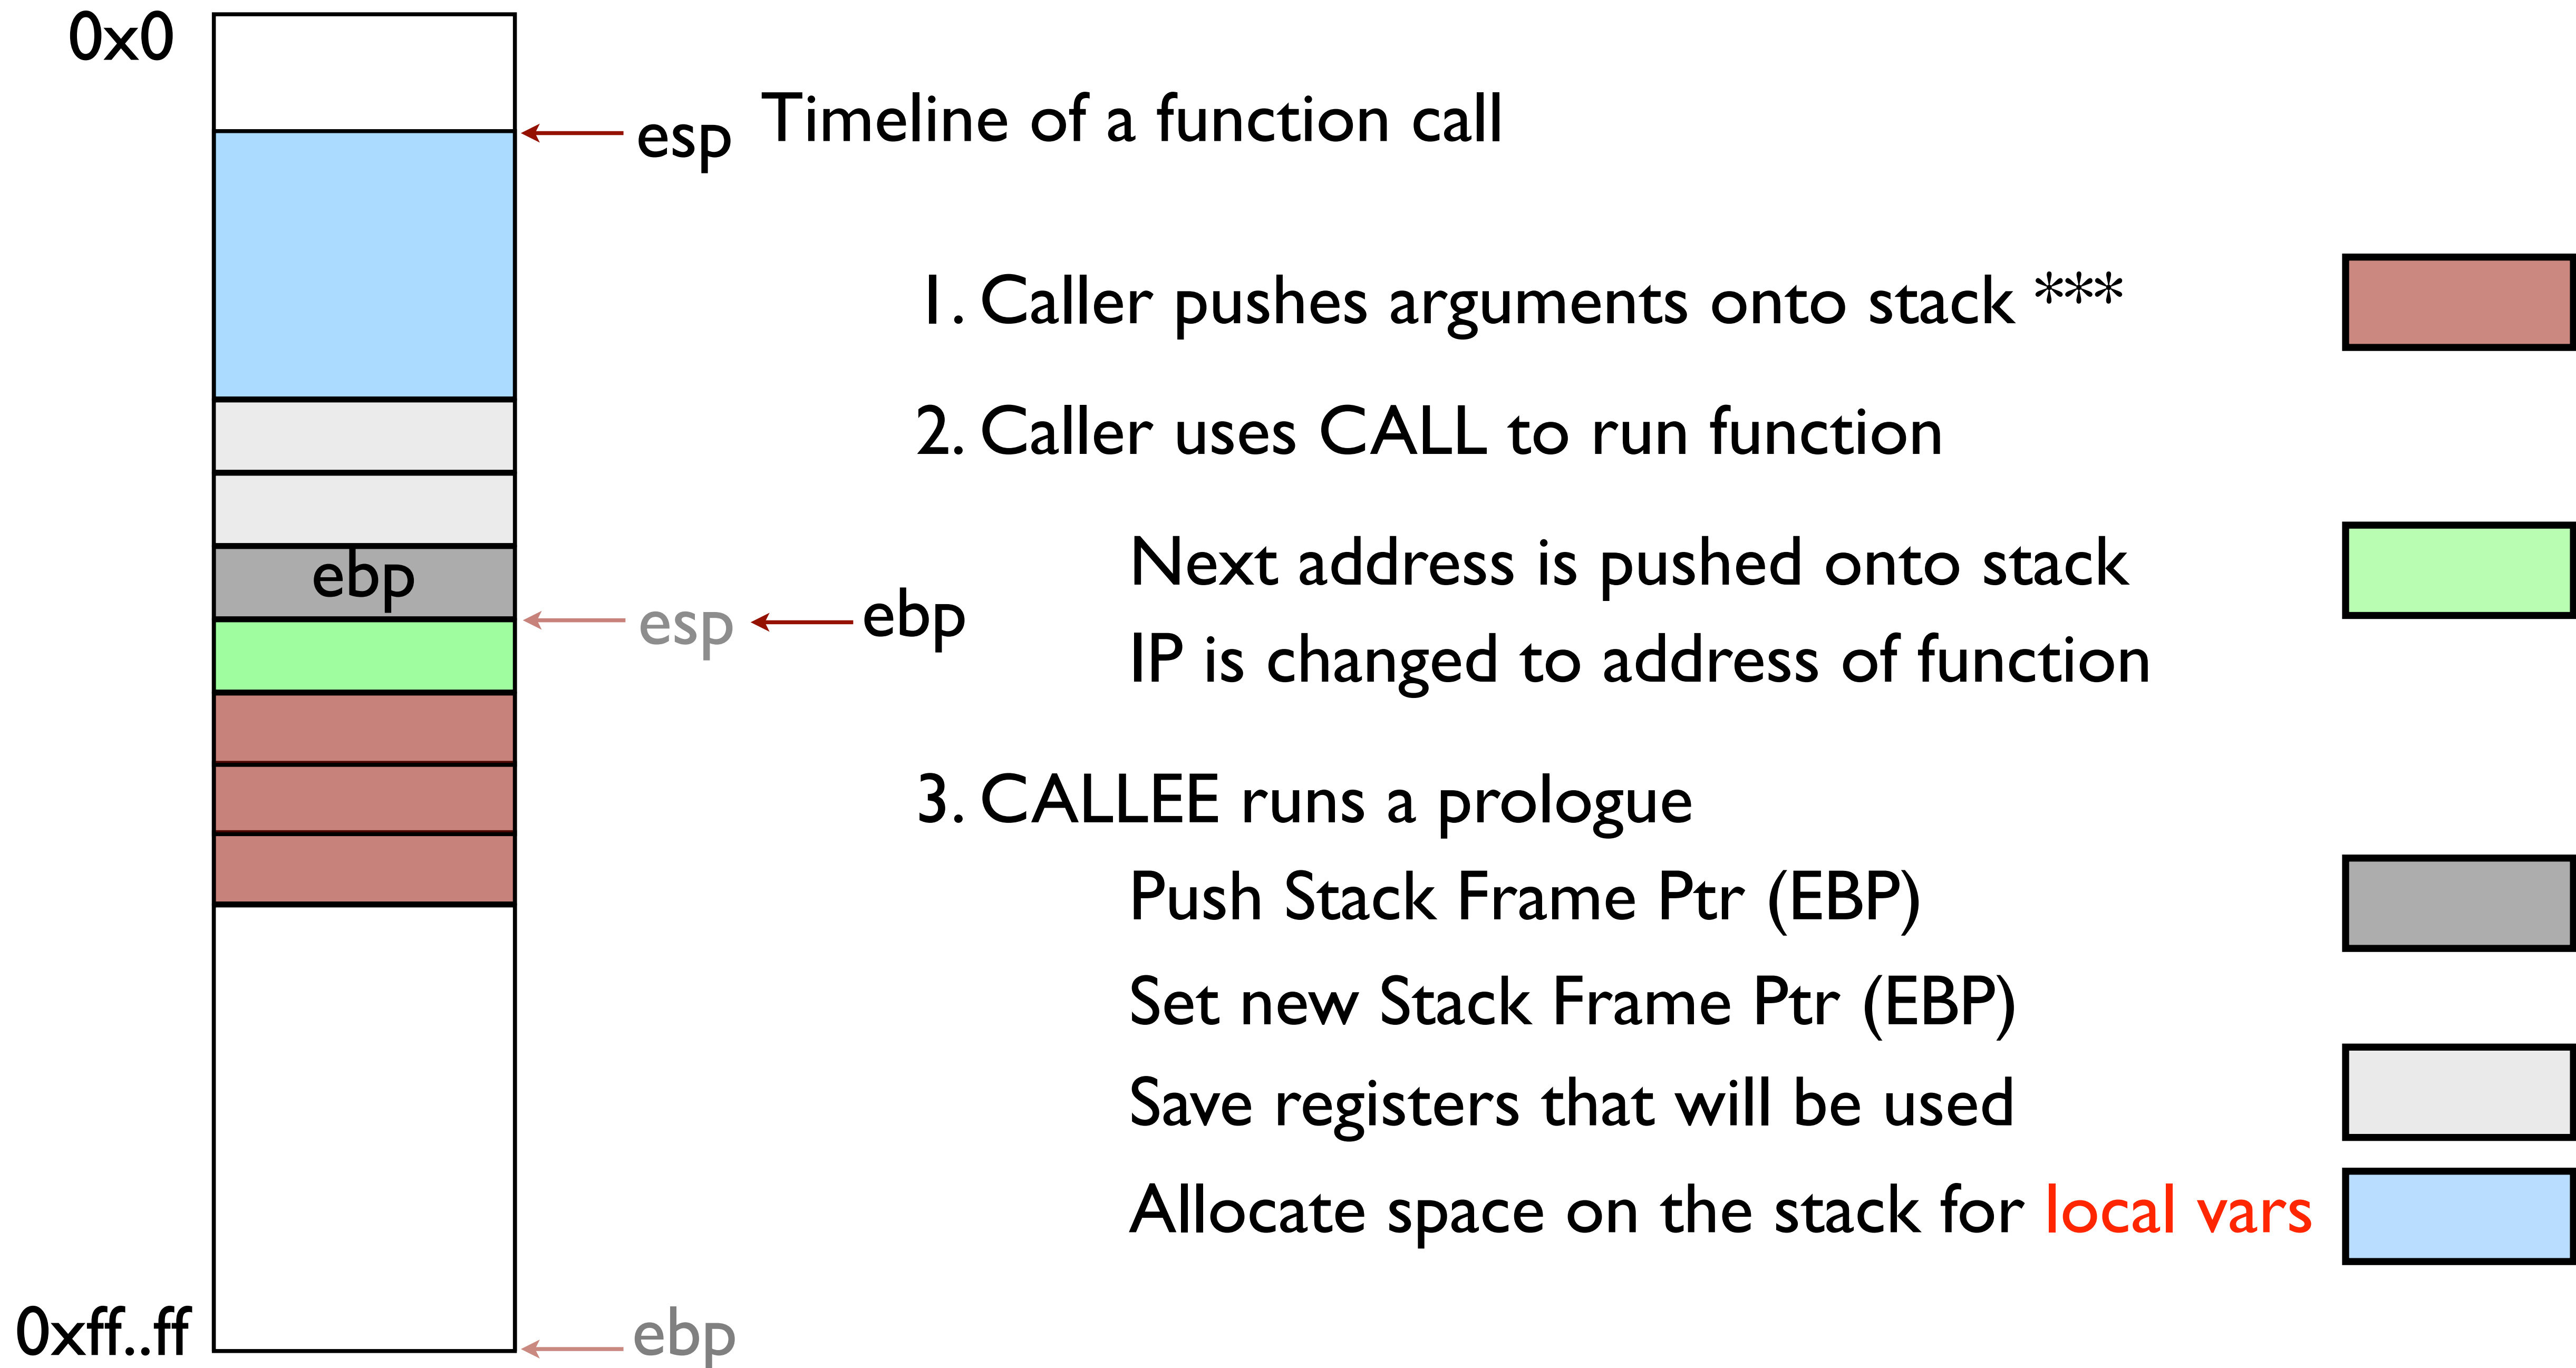 0x0
esp
Timeline of a function call
1. Caller pushes arguments onto stack ***
2. Caller uses CALL to run function
Next address is pushed onto stack
ebp
esp
ebp
IP is changed to address of function
3. CALLEE runs a prologue
Push Stack Frame Ptr (EBP)
Set new Stack Frame Ptr (EBP)
Save registers that will be used
Allocate space on the stack for local vars
0xff..ff
ebp